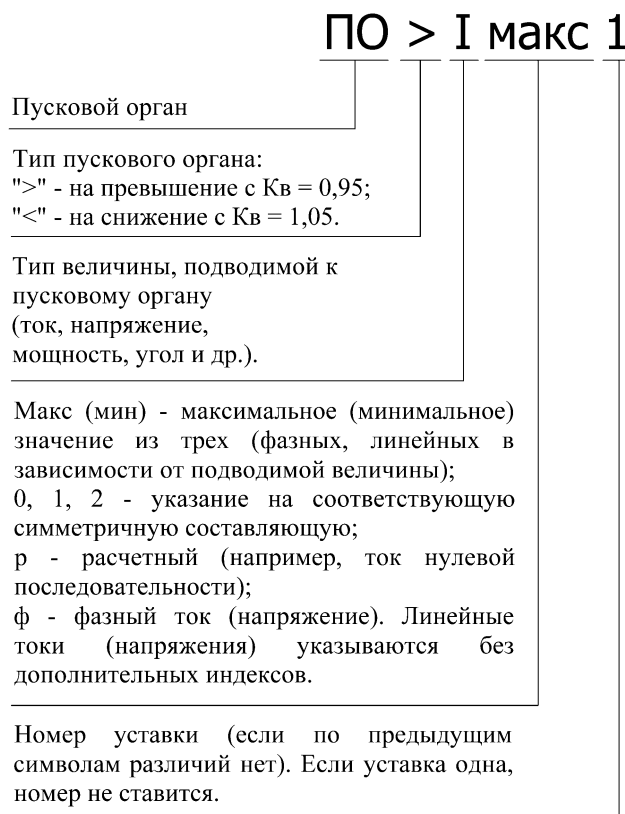 ПО > I макс 1
Пусковой орган
Тип пускового органа:
">" - на превышение с Кв = 0,95;
"<" - на снижение с Кв = 1,05.
Тип величины, подводимой к
пусковому органу
(ток, напряжение,
мощность, угол и др.).
Макс (мин) - максимальное (минимальное)
значение из трех (фазных, линейных в
зависимости от подводимой величины);
0, 1, 2 - указание на соответствующую
симметричную составляющую;
р - расчетный (например, ток нулевой
последовательности);
ф - фазный ток (напряжение). Линейные
токи (напряжения) указываются без
дополнительных индексов.
Номер уставки (если по предыдущим
символам различий нет). Если уставка одна,
номер не ставится.